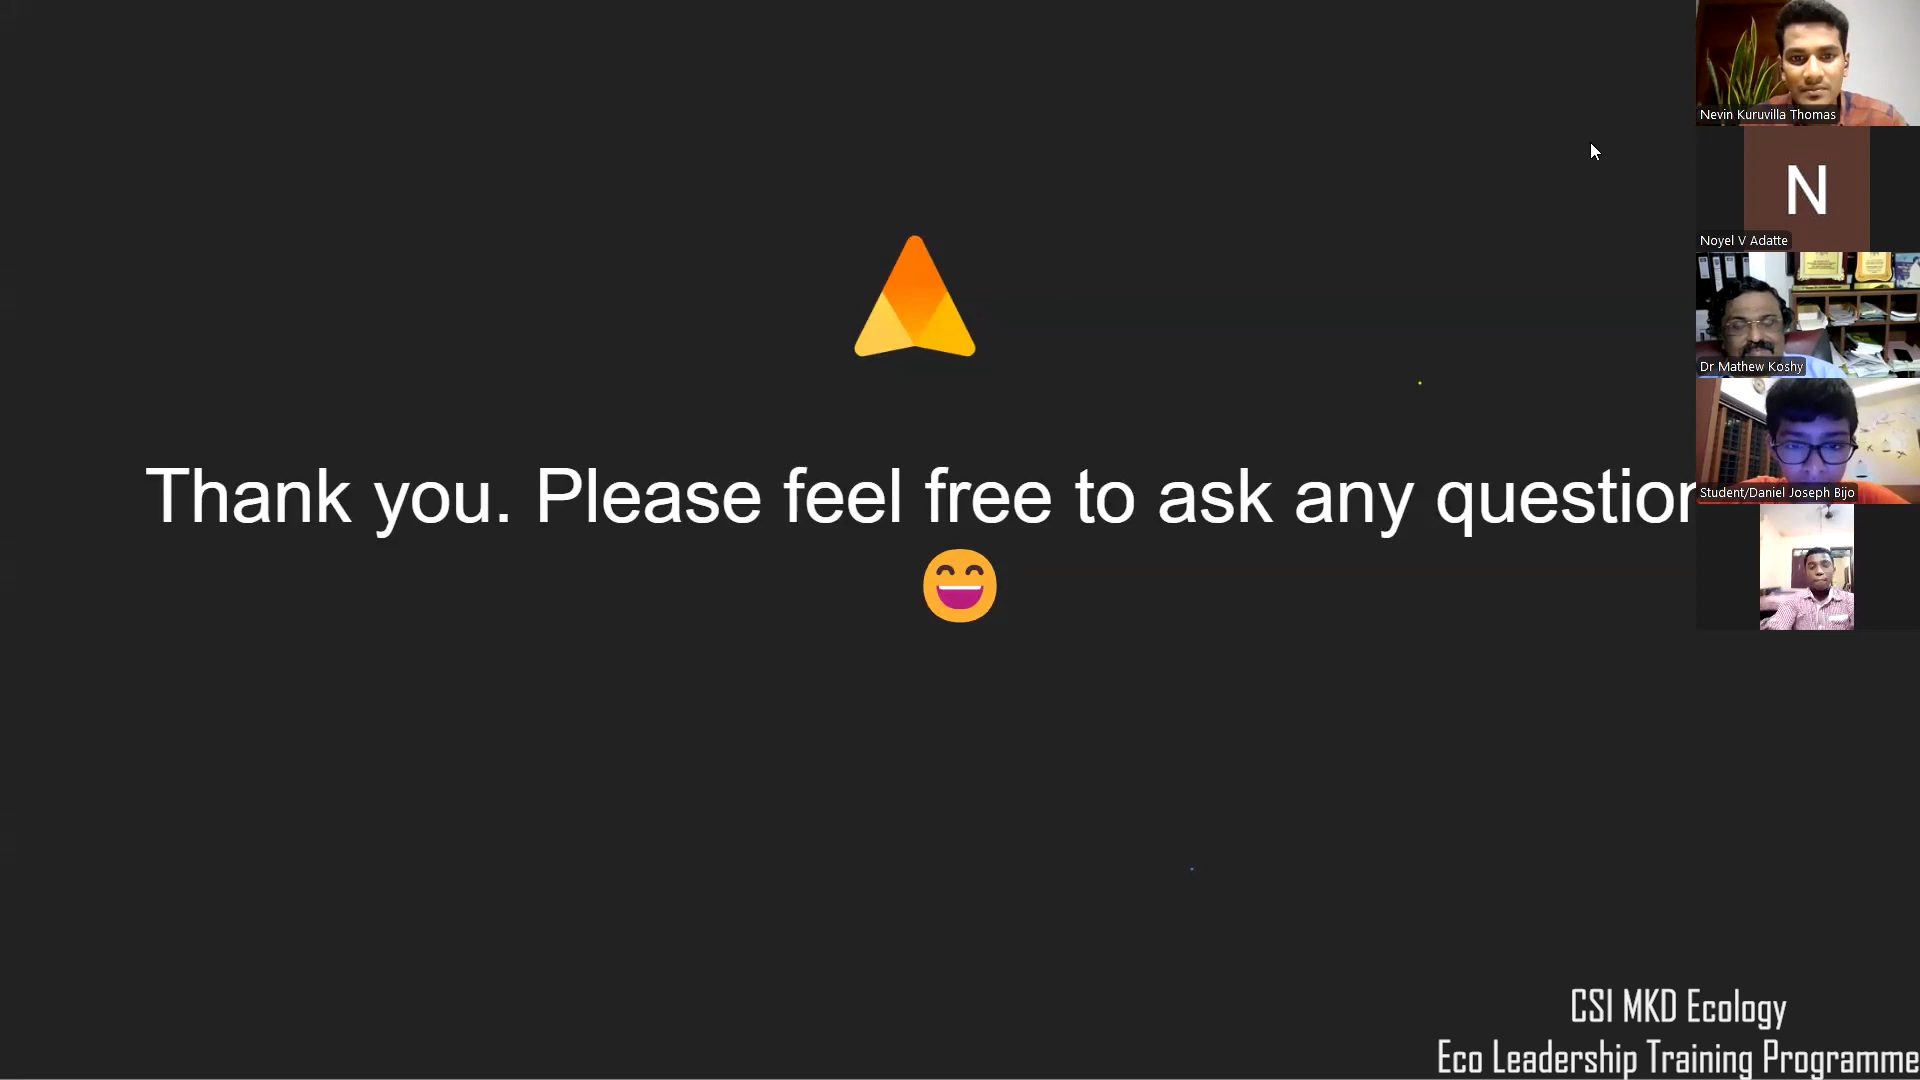 Thank you. Please feel free to ask any question
Nevin Kuruvilla Thomas
N
Noyel V Adatte
Dr Mathew Koshy
Student/Daniel Joseph Bijo
CSI MKD Ecology
Eco Leadership Training Programme